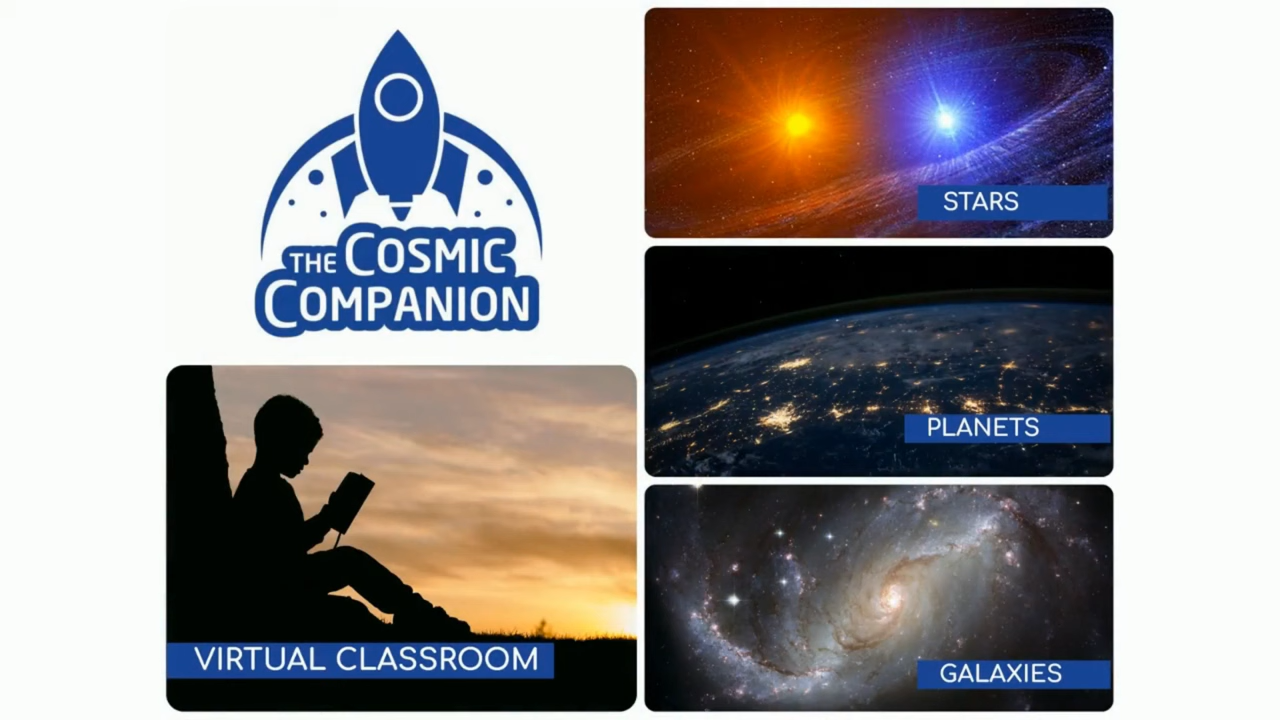 THE COSMIC
COMPANION
VIRTUAL CLASSROOM
STARS
PLANETS
GALAXIES